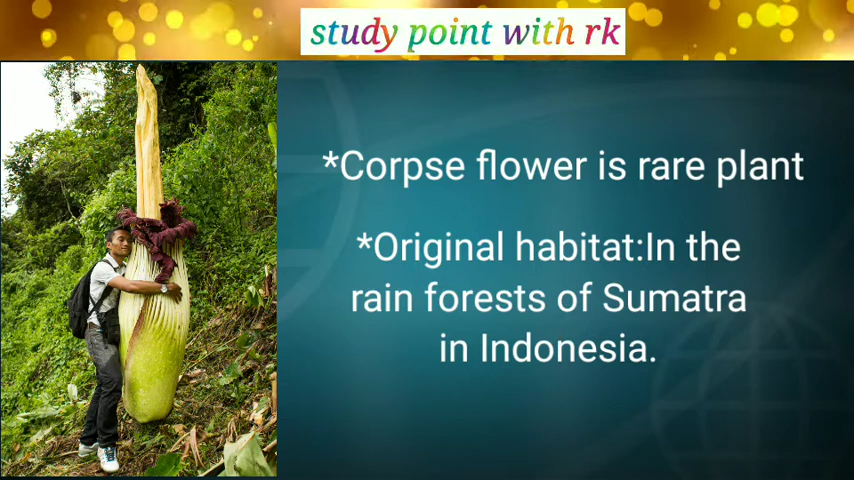 study point with rk
*Corpse flower is rare plant
*Original habitat:In the
rain forests of Sumatra
in Indonesia.